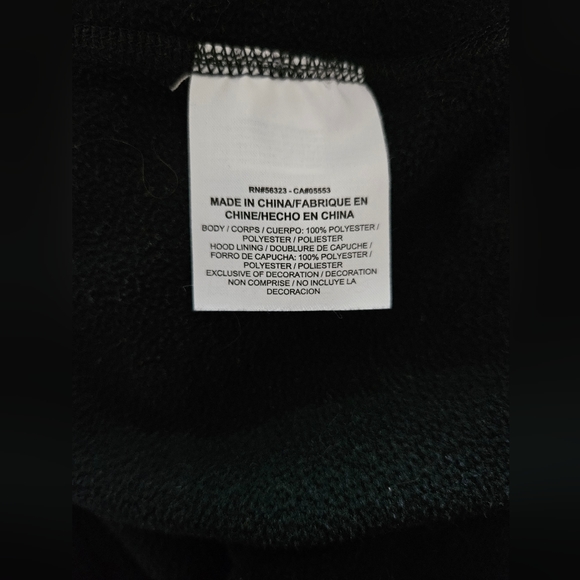 RN#56323 - CA#05553
MADE IN CHINA/FABRIQUE EN
CHINE/HECHO EN CHINA
BODY / CORPS / CUERPO: 100% POLYESTER /
POLYESTER / POLIESTER
HOOD LINING / DOUBLURE DE CAPUCHE /
FORRO DE CAPUCHA: 100% POLYESTER /
POLYESTER / POLIESTER
EXCLUSIVE OF DECORATION / DECORATION
NON COMPRISE / NO INCLUYE LA
DECORACION